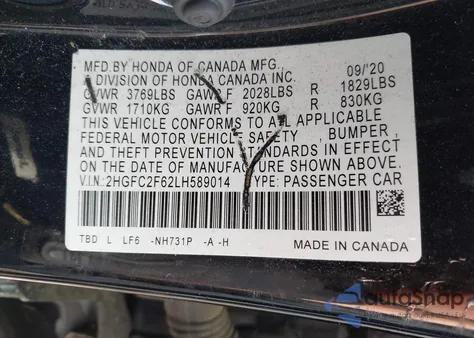 MFD BY HONDA OF CANADA MFG.
A DIVISION OF HONDA CANADA INC. 09/'20
GVWR 3769LBS GAWR F 2028LBS R 1829LBS
GVWR 1710KG GAWR F 920KG R 830KG
THIS VEHICLE CONFORMS TO ALL APPLICABLE
FEDERAL MOTOR VEHICLE SAFETY, BUMPER,
AND THEFT PREVENTION STANDARDS IN EFFECT
ON THE DATE OF MANUFACTURE SHOWN ABOVE.
V.I.N: 2HGFC2F62LH589014 TYPE: PASSENGER CAR
TBD L LF6 -NH731P -A -H
MADE IN CANADA
autoSnap